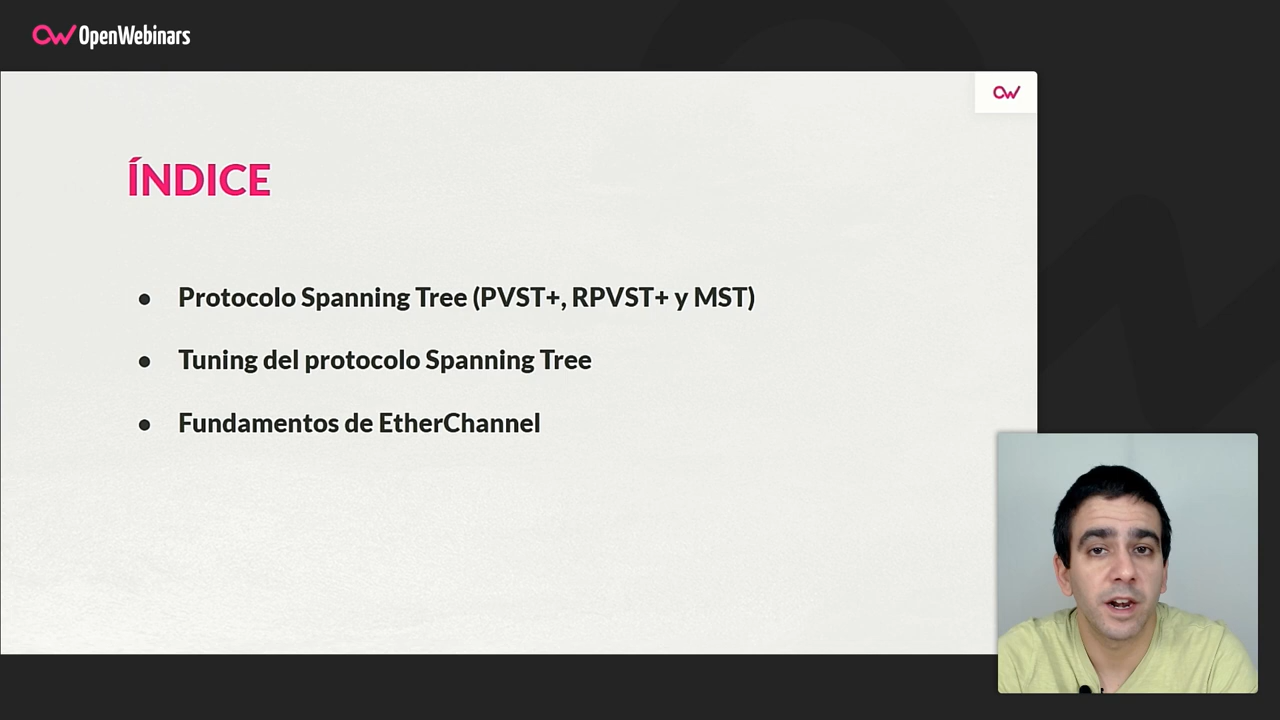 OpenWebinars
ÍNDICE
● Protocolo Spanning Tree (PVST+, RPVST+ y MST)
● Tuning del protocolo Spanning Tree
● Fundamentos de EtherChannel